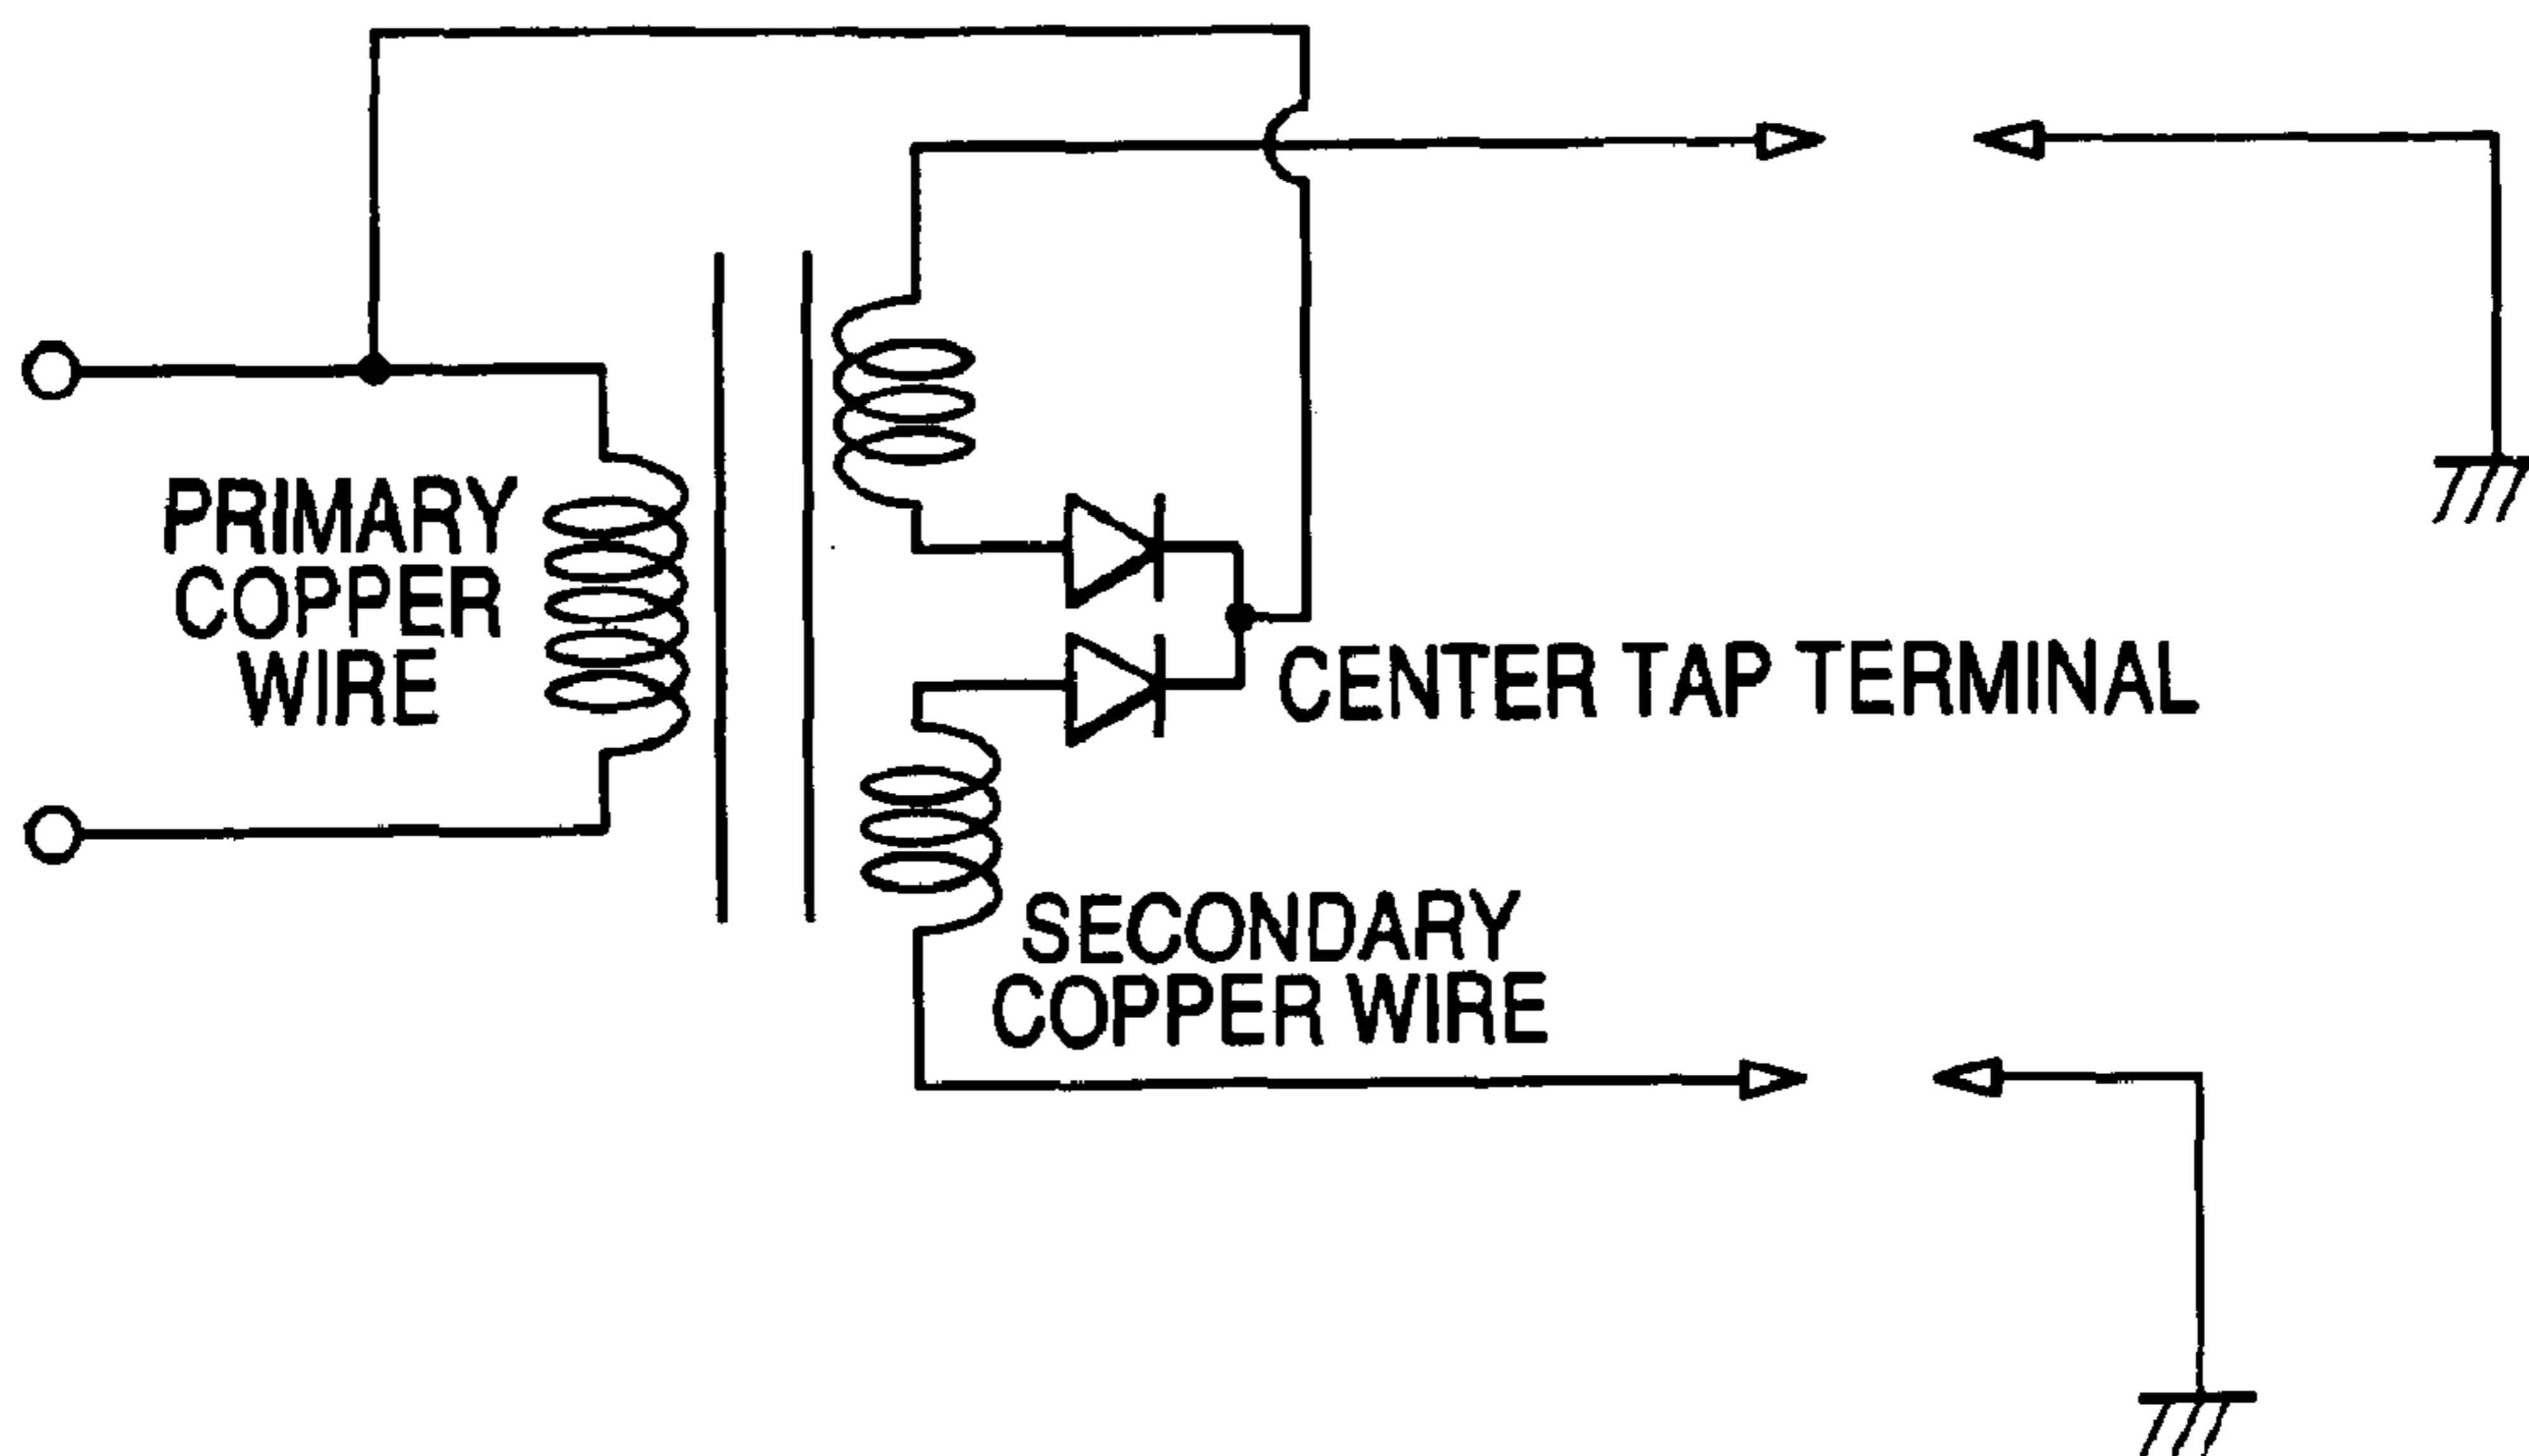 PRIMARY
COPPER
WIRE
CENTER TAP TERMINAL
SECONDARY
COPPER WIRE